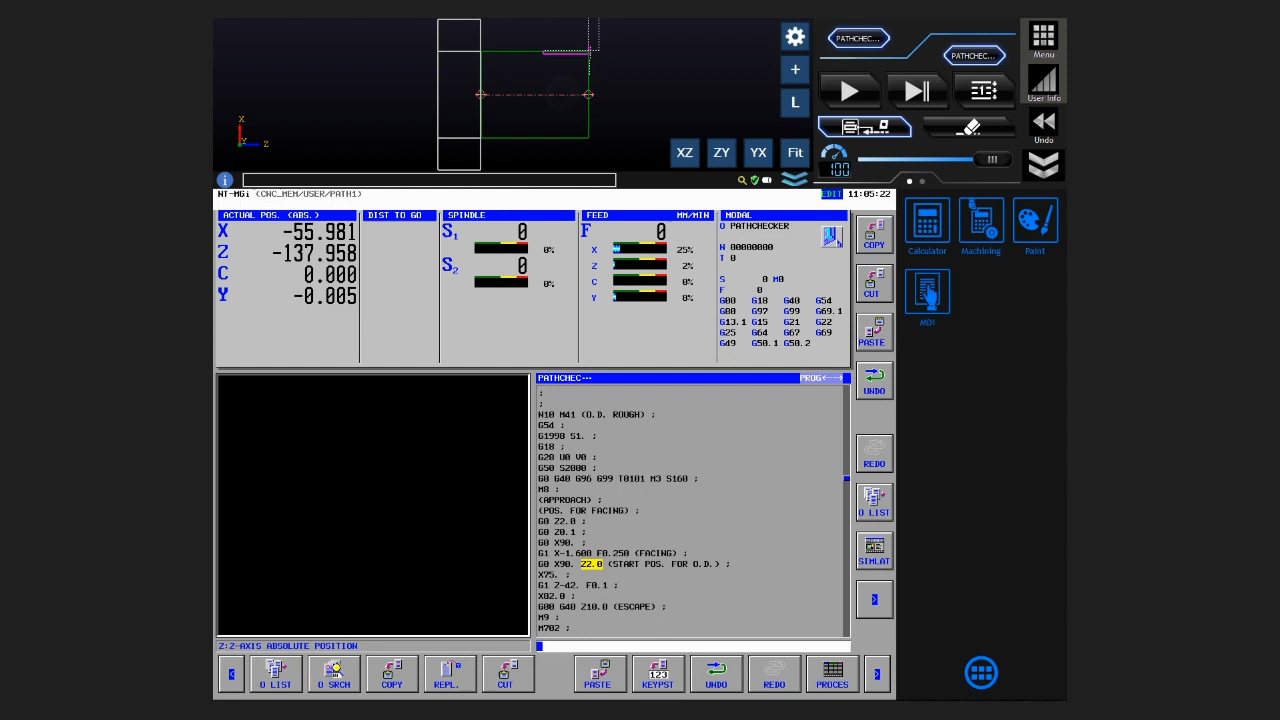 PATHCHEC...
PATHCHEC...
Menu
User Info
Undo
L
X
Y
Z
XZ
ZY
YX
Fit
100
NT-MGi (CNC_MEM/USER/PATH1)
EDIT 11:05:22
ACTUAL POS. (ABS.)
X -55.981
Z -137.958
C 0.000
Y -0.005
DIST TO GO
SPINDLE
S1 0
0%
S2 0
0%
FEED MM/MIN
F 0
X 25%
Z 2%
C 0%
Y 0%
MODAL
O PATHCHECKER
N 00000000
T 0
S 0 M0
F 0
G00 G18 G40 G54
G80 G97 G99 G69.1
G13.1 G15 G21 G22
G25 G64 G67 G69
G49 G50.1 G50.2
COPY
CUT
PASTE
UNDO
REDO
O LIST
SIMLAT
Calculator
Machining
Paint
MDI
PATHCHEC···
PROG←→
;
;
N10 M41 (O.D. ROUGH) ;
G54 ;
G1998 S1. ;
G18 ;
G28 U0 V0 ;
G50 S2000 ;
G0 G40 G96 G99 T0101 M3 S160 ;
M8 ;
(APPROACH) ;
(POS. FOR FACING) ;
G0 Z2.0 ;
G0 Z0.1 ;
G0 X90. ;
G1 X-1.600 F0.250 (FACING) ;
G0 X90. Z2.0 (START POS. FOR O.D.) ;
X75. ;
G1 Z-42. F0.1 ;
X82.0 ;
G00 G40 Z10.0 (ESCAPE) ;
M9 ;
M702 ;
Z:Z-AXIS ABSOLUTE POSITION
O LIST
O SRCH
COPY
REPL.
CUT
PASTE
KEYPST
UNDO
REDO
PROCES